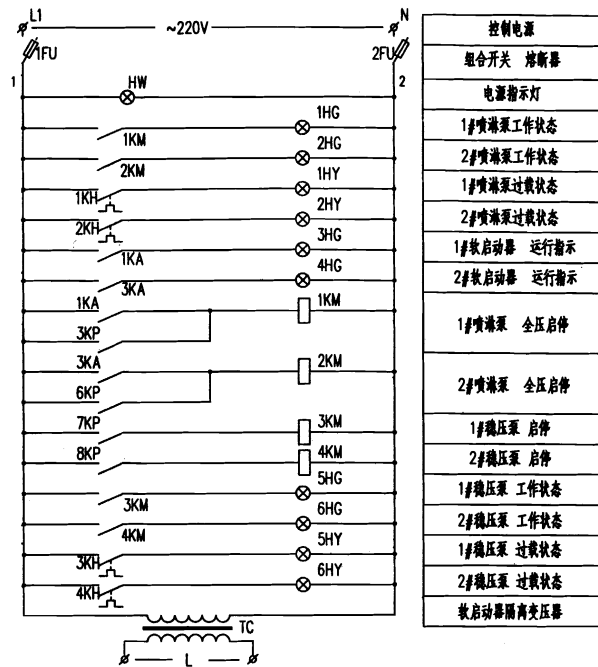 L1 ~220V N 控制电源
1FU 2FU 组合开关 熔断器
1 HW 2 电源指示灯
1KM 1HG 1#喷淋泵工作状态
2KM 2HG 2#喷淋泵工作状态
1KH 1HY 1#喷淋泵过载状态
2KH 2HY 2#喷淋泵过载状态
1KA 3HG 1#软启动器 运行指示
3KA 4HG 2#软启动器 运行指示
1KA 1KM 1#喷淋泵 全压启停
3KP
3KA 2KM 2#喷淋泵 全压启停
6KP
7KP 3KM 1#稳压泵 启停
8KP 4KM 2#稳压泵 启停
3KM 5HG 1#稳压泵 工作状态
4KM 6HG 2#稳压泵 工作状态
3KH 5HY 1#稳压泵 过载状态
4KH 6HY 2#稳压泵 过载状态
TC 软启动器隔离变压器
L